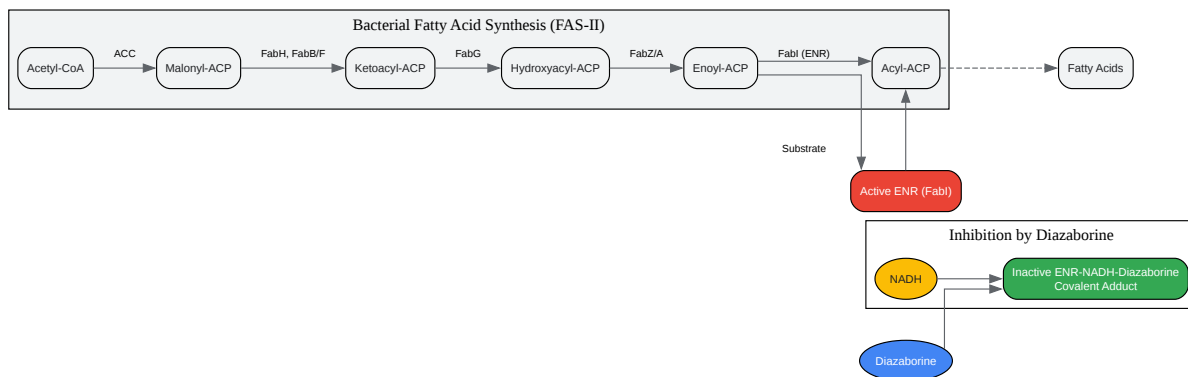 Bacterial Fatty Acid Synthesis (FAS-II)
ACC
FabH, FabB/F
FabG
FabZ/A
FabI (ENR)
Acetyl-CoA
Malonyl-ACP
Ketoacyl-ACP
Hydroxyacyl-ACP
Enoyl-ACP
Acyl-ACP
Fatty Acids
Substrate
Active ENR (FabI)
Inhibition by Diazaborine
NADH
Inactive ENR-NADH-Diazaborine
Covalent Adduct
Diazaborine